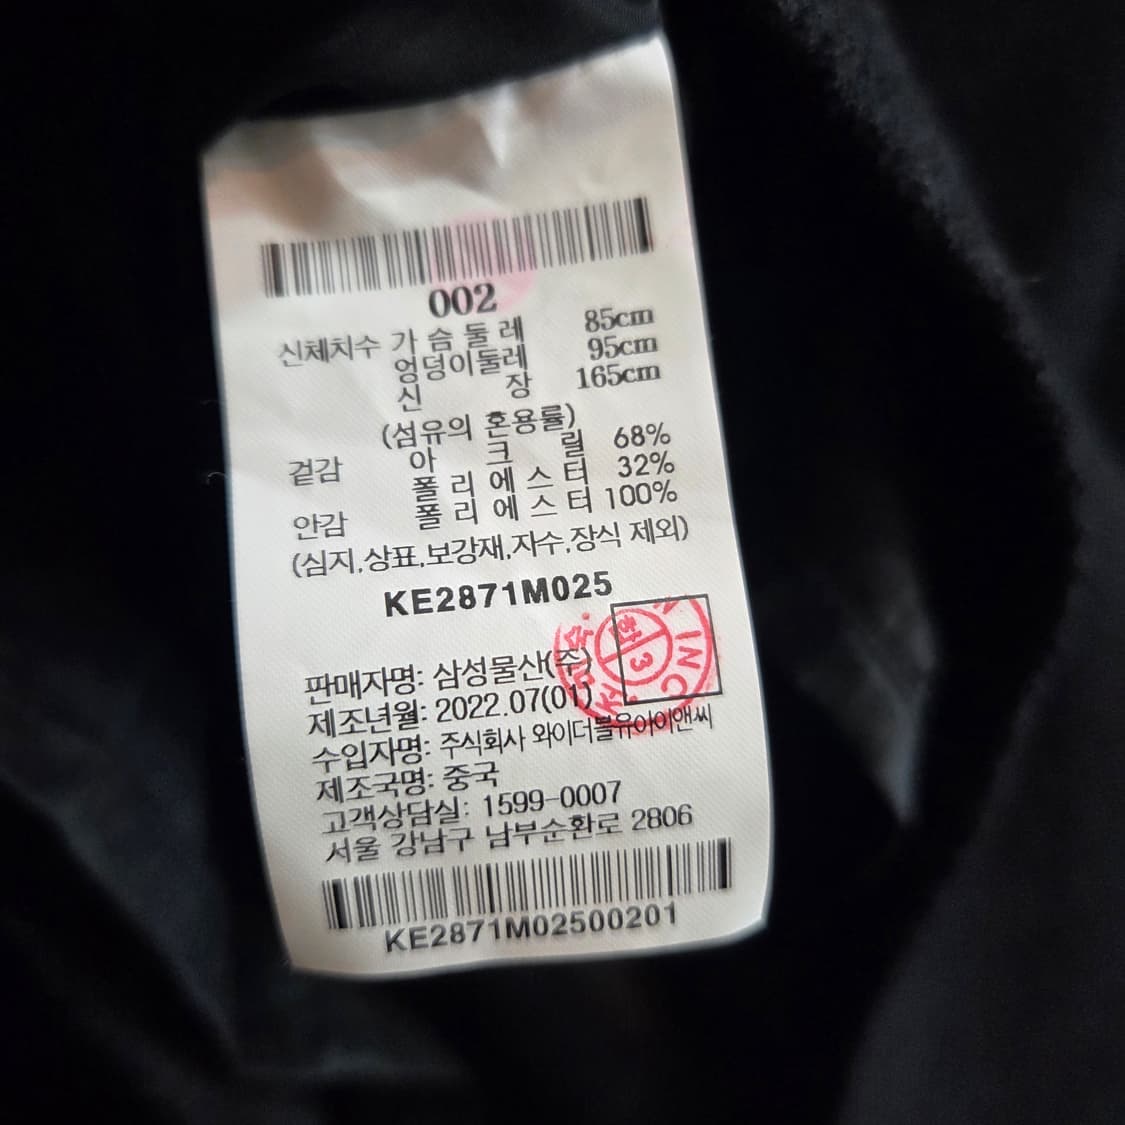 002
신체치수 가 슴 둘 레 85cm
엉덩이둘레 95cm
신 장 165cm
(섬유의 혼용률)
겉감 아 크 릴 68%
폴 리 에 스 터 32%
안감 폴 리 에 스 터 100%
(심지,상표,보강재,자수,장식 제외)
KE2871M025
판매자명: 삼성물산(주)
제조년월: 2022.07(01)
수입자명: 주식회사 와이더블유아이앤씨
제조국명: 중국
고객상담실: 1599-0007
서울 강남구 남부순환로 2806
KE2871M02500201
INC
3